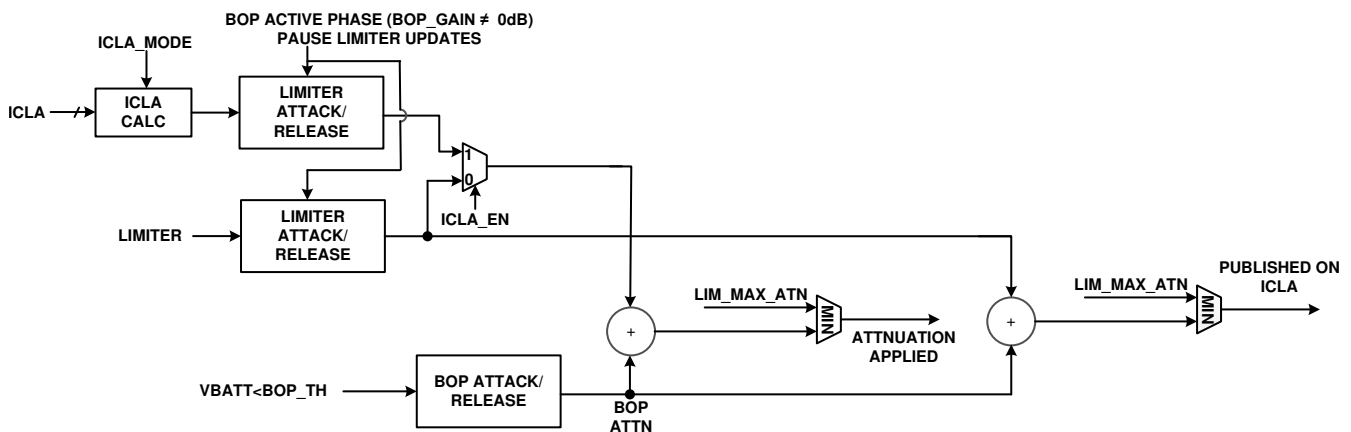 BOP ACTIVE PHASE (BOP_GAIN ≠ 0dB)
PAUSE LIMITER UPDATES
ICLA_MODE
ICLA
ICLA
CALC
LIMITER
ATTACK/
RELEASE
1
0
ICLA_EN
LIMITER
LIMITER
ATTACK/
RELEASE
LIM_MAX_ATN
MIN
ATTNUATION
APPLIED
+
LIM_MAX_ATN
MIN
PUBLISHED ON
ICLA
+
VBATT<BOP_TH
BOP ATTACK/
RELEASE
BOP
ATTN